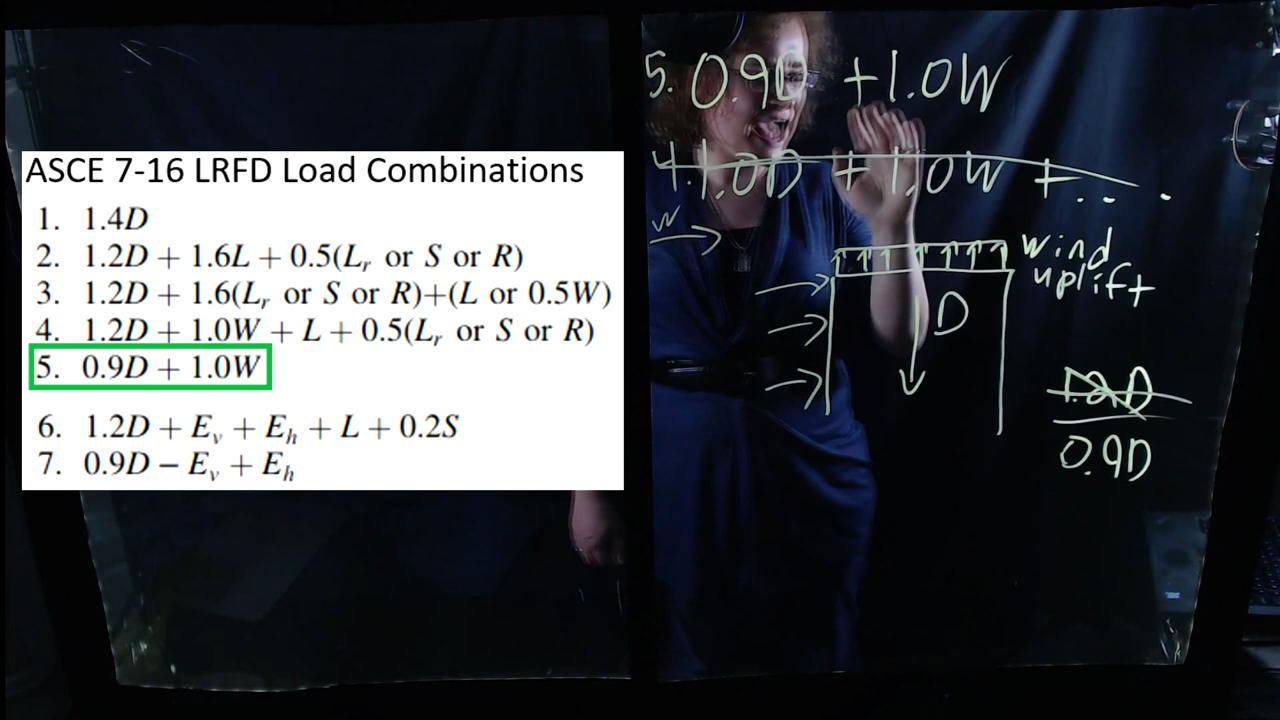 ASCE 7-16 LRFD Load Combinations
1. 1.4D
2. 1.2D + 1.6L + 0.5(Lᵣ or S or R)
3. 1.2D + 1.6(Lᵣ or S or R)+(L or 0.5W)
4. 1.2D + 1.0W + L + 0.5(Lᵣ or S or R)
5. 0.9D + 1.0W
6. 1.2D + Eᵥ + Eₕ + L + 0.2S
7. 0.9D − Eᵥ + Eₕ
5. 0.9D + 1.0W
4. 1.0D + 1.0W + ...
W
wind
uplift
D
1.2D
0.9D